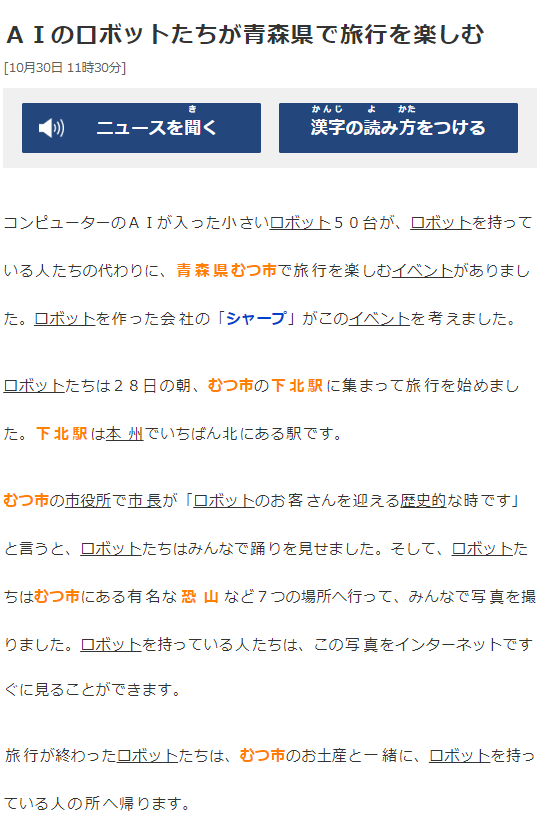 ＡＩのロボットたちが青森県で旅行を楽しむ
[10月30日 11時30分]
ニュースを聞く
き
漢字の読み方をつける
かんじ よ かた
コンピューターのＡＩが入った小さいロボット５０台が、ロボットを持って
いる人たちの代わりに、青森県むつ市で旅行を楽しむイベントがありまし
た。ロボットを作った会社の「シャープ」がこのイベントを考えました。
ロボットたちは２８日の朝、むつ市の下北駅に集まって旅行を始めまし
た。下北駅は本州でいちばん北にある駅です。
むつ市の市役所で市長が「ロボットのお客さんを迎える歴史的な時です」
と言うと、ロボットたちはみんなで踊りを見せました。そして、ロボットた
ちはむつ市にある有名な恐山など７つの場所へ行って、みんなで写真を撮
りました。ロボットを持っている人たちは、この写真をインターネットです
ぐに見ることができます。
旅行が終わったロボットたちは、むつ市のお土産と一緒に、ロボットを持っ
ている人の所へ帰ります。